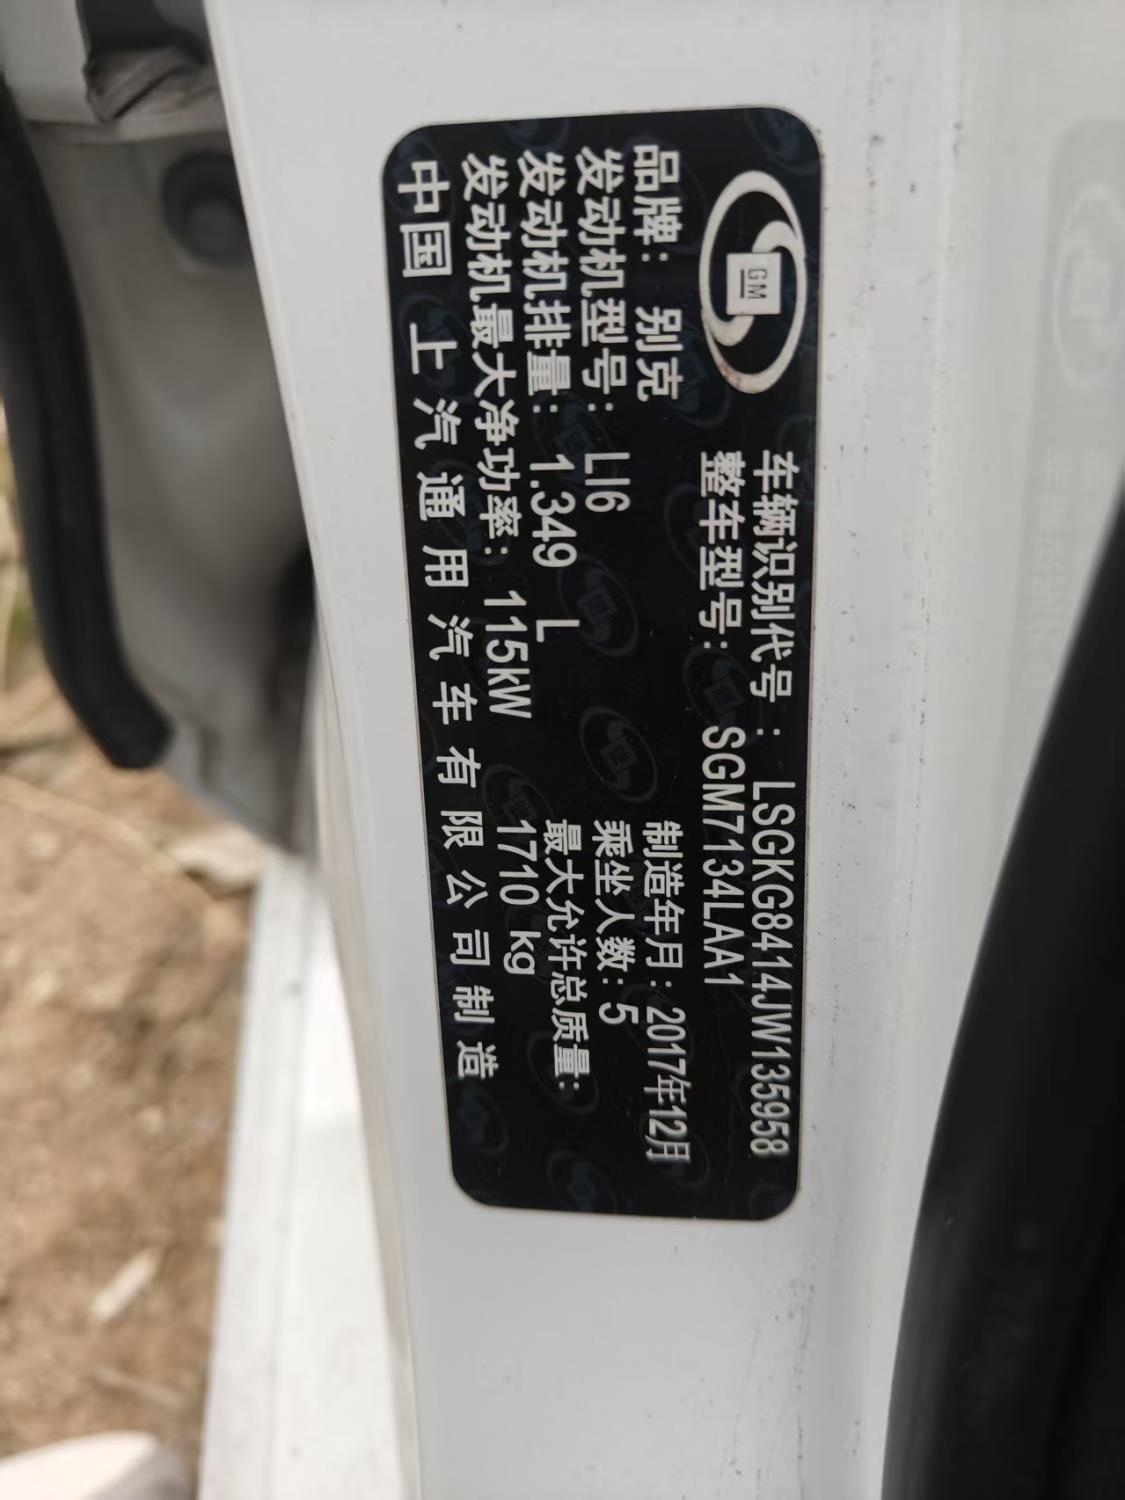 GM
车辆识别代号：LSGKG8414JW135958
整车型号：SGM7134LAA1
品牌：别克
制造年月：2017年12月
发动机型号：LI6
乘坐人数：5
发动机排量：1.349 L
最大允许总质量：
发动机最大净功率：115kW
1710 kg
中国 上汽通用汽车有限公司制造